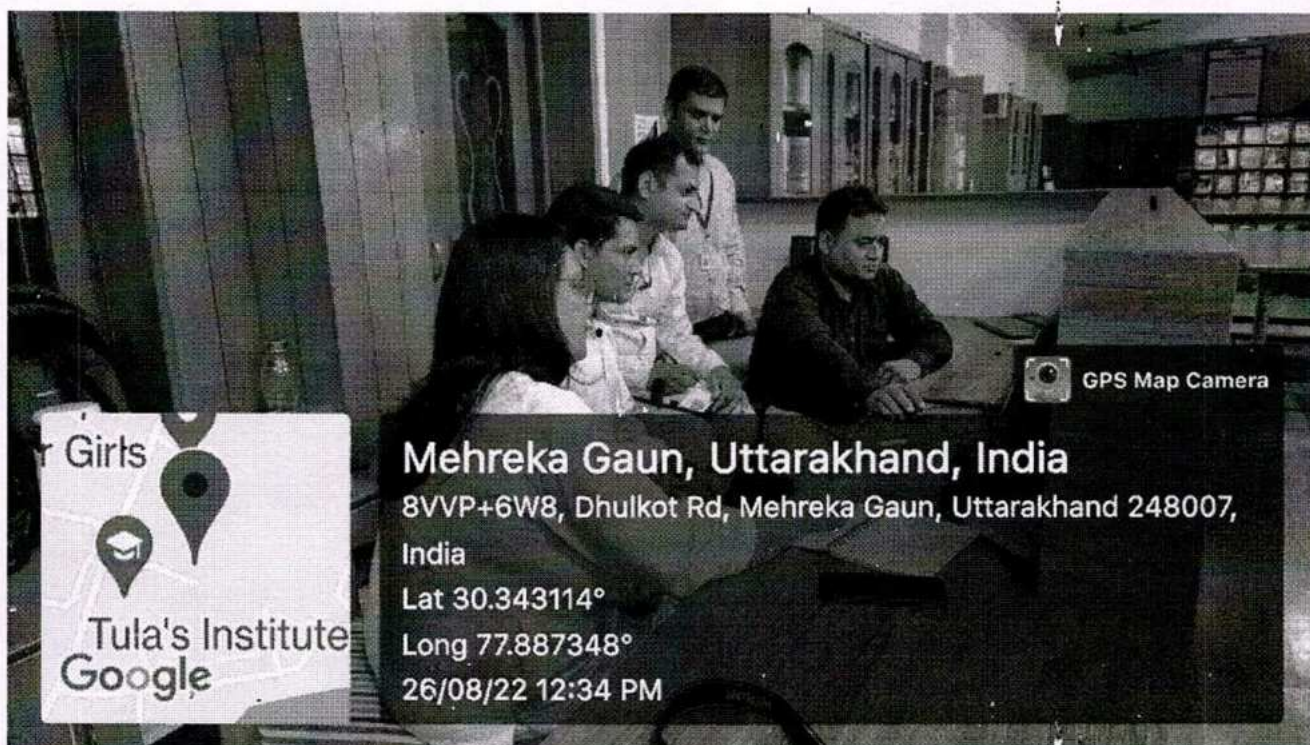 GPS Map Camera
r Girls
Tula's Institute
Google
Mehreka Gaun, Uttarakhand, India
8VVP+6W8, Dhulkot Rd, Mehreka Gaun, Uttarakhand 248007,
India
Lat 30.343114°
Long 77.887348°
26/08/22 12:34 PM